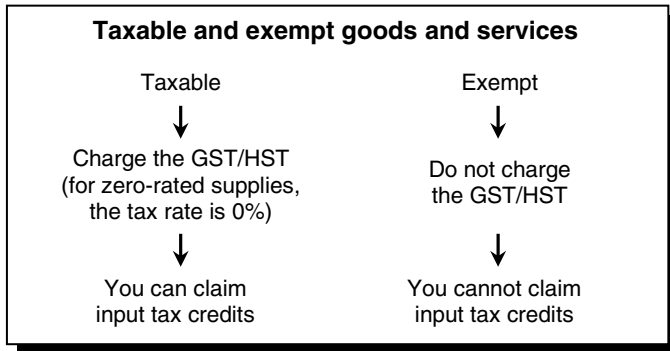 Taxable and exempt goods and services
Taxable
Charge the GST/HST
(for zero-rated supplies,
the tax rate is 0%)
You can claim
input tax credits
Exempt
Do not charge
the GST/HST
You cannot claim
input tax credits